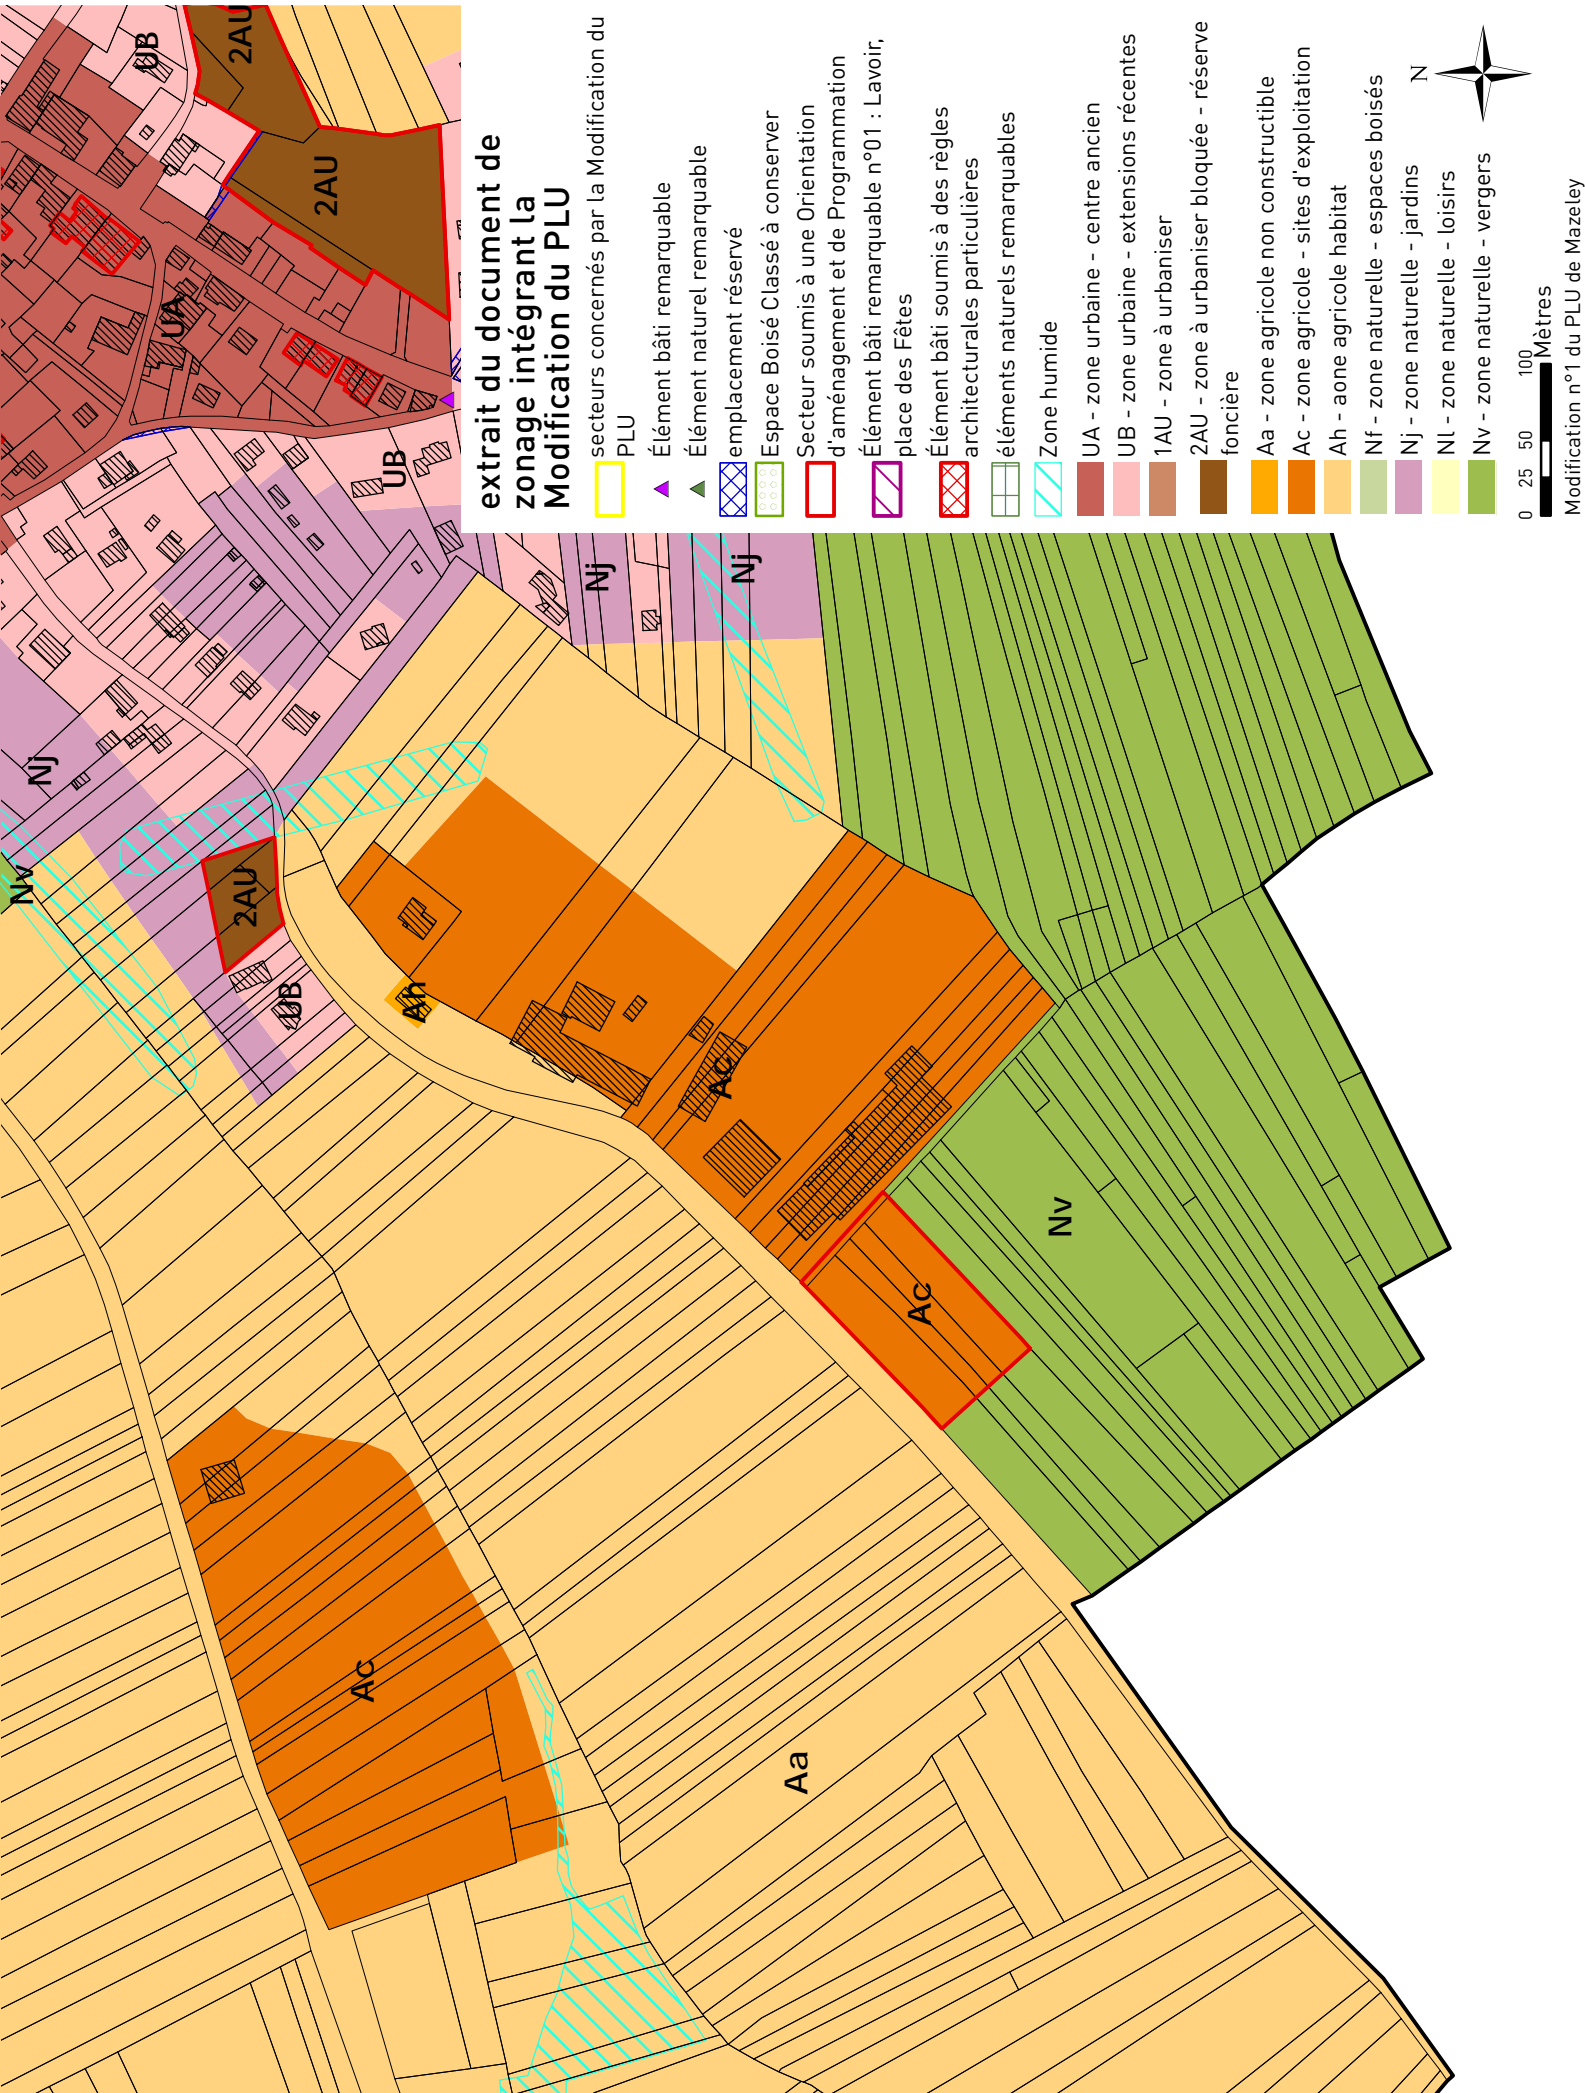 extrait du document de
zonage intégrant la
Modification du PLU
secteurs concernés par la Modification du
PLU
Élément bâti remarquable
Élément naturel remarquable
emplacement réservé
Espace Boisé Classé à conserver
Secteur soumis à une Orientation
d'aménagement et de Programmation
Élément bâti remarquable n°01 : Lavoir,
place des Fêtes
Élément bâti soumis à des règles
architecturales particulières
éléments naturels remarquables
Zone humide
UA - zone urbaine - centre ancien
UB - zone urbaine - extensions récentes
1AU - zone à urbaniser
2AU - zone à urbaniser bloquée - réserve
foncière
Aa - zone agricole non constructible
Ac - zone agricole - sites d'exploitation
Ah - aone agricole habitat
Nf - zone naturelle - espaces boisés
Nj - zone naturelle - jardins
NL - zone naturelle - loisirs
Nv - zone naturelle - vergers
N
0 25 50 100
Mètres
Modification n°1 du PLU de Mazeley
UB
2AU
2AU
UA
UB
Nj
Nj
Nj
Nv
2AU
UB
Ah
Ac
Ac
Nv
Ac
Aa